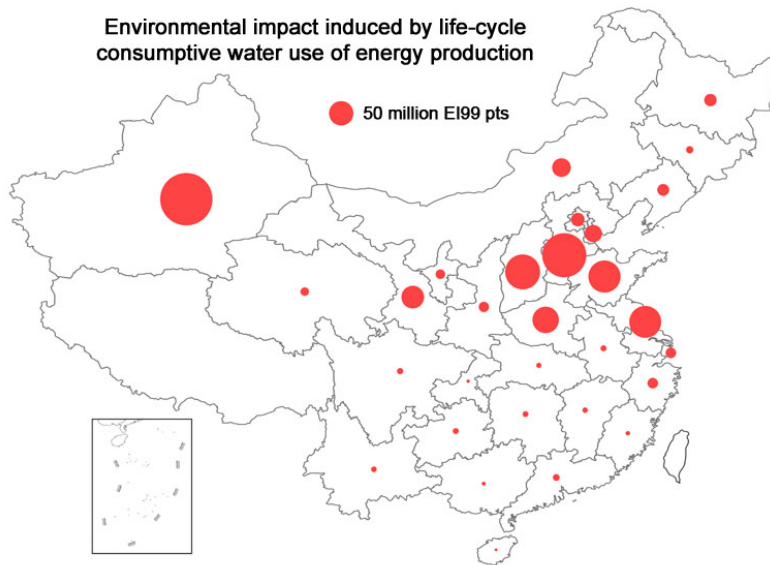 Environmental impact induced by life-cycle
consumptive water use of energy production
50 million EI99 pts